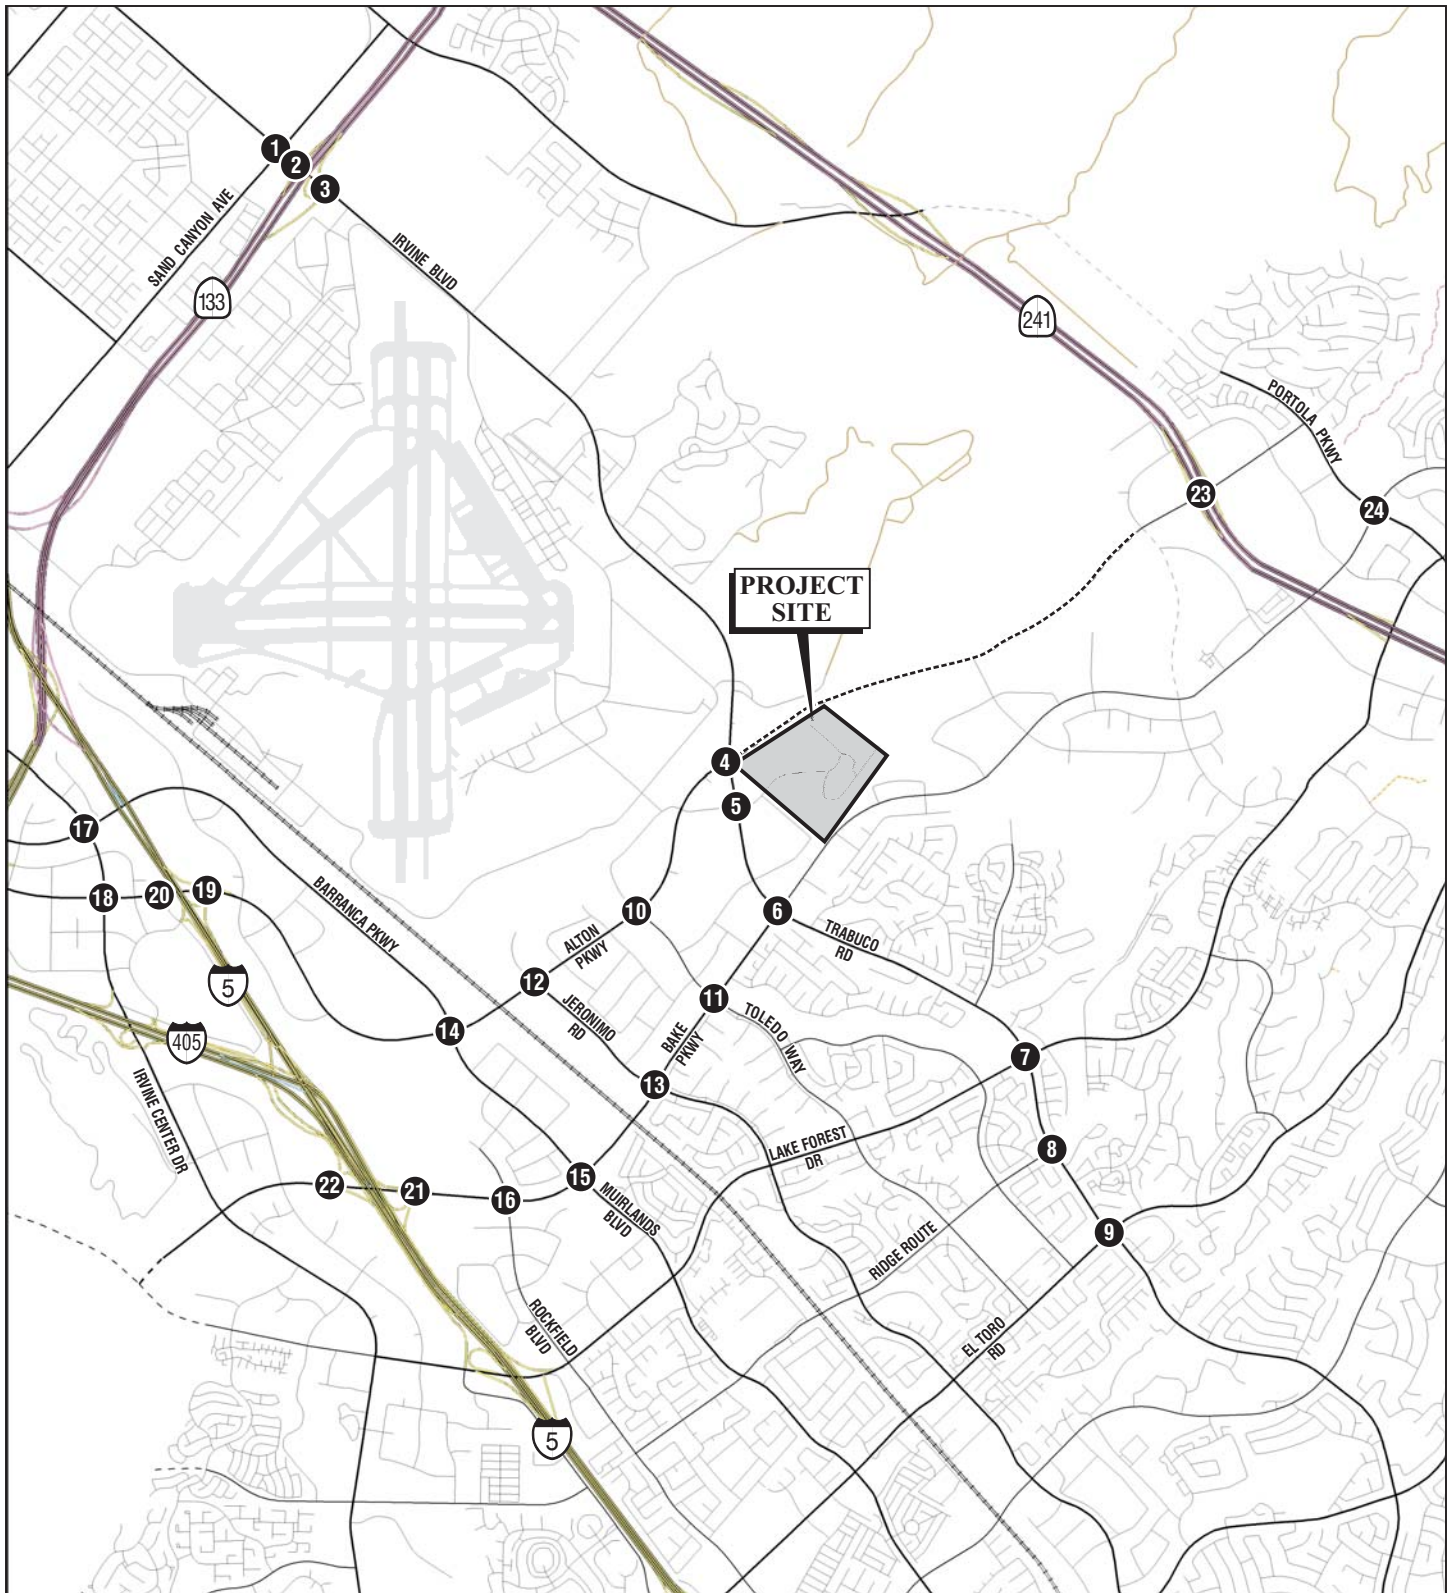 1
2
3
SAND CANYON AVE
IRVINE BLVD
133
241
PORTOLA PKWY
23
24
PROJECT
SITE
4
5
17
18
20
19
BARRANCA PKWY
10
6
ALTON
PKWY
TRABUCO
RD
12
5
11
JERONIMO
RD
TOLEDO WAY
14
405
BAKE
PKWY
7
13
IRVINE CENTER DR
LAKE FOREST
DR
8
22
21
16
15
MUIRLANDS
BLVD
RIDGE ROUTE
9
ROCKFIELD
BLVD
EL TORO
RD
5